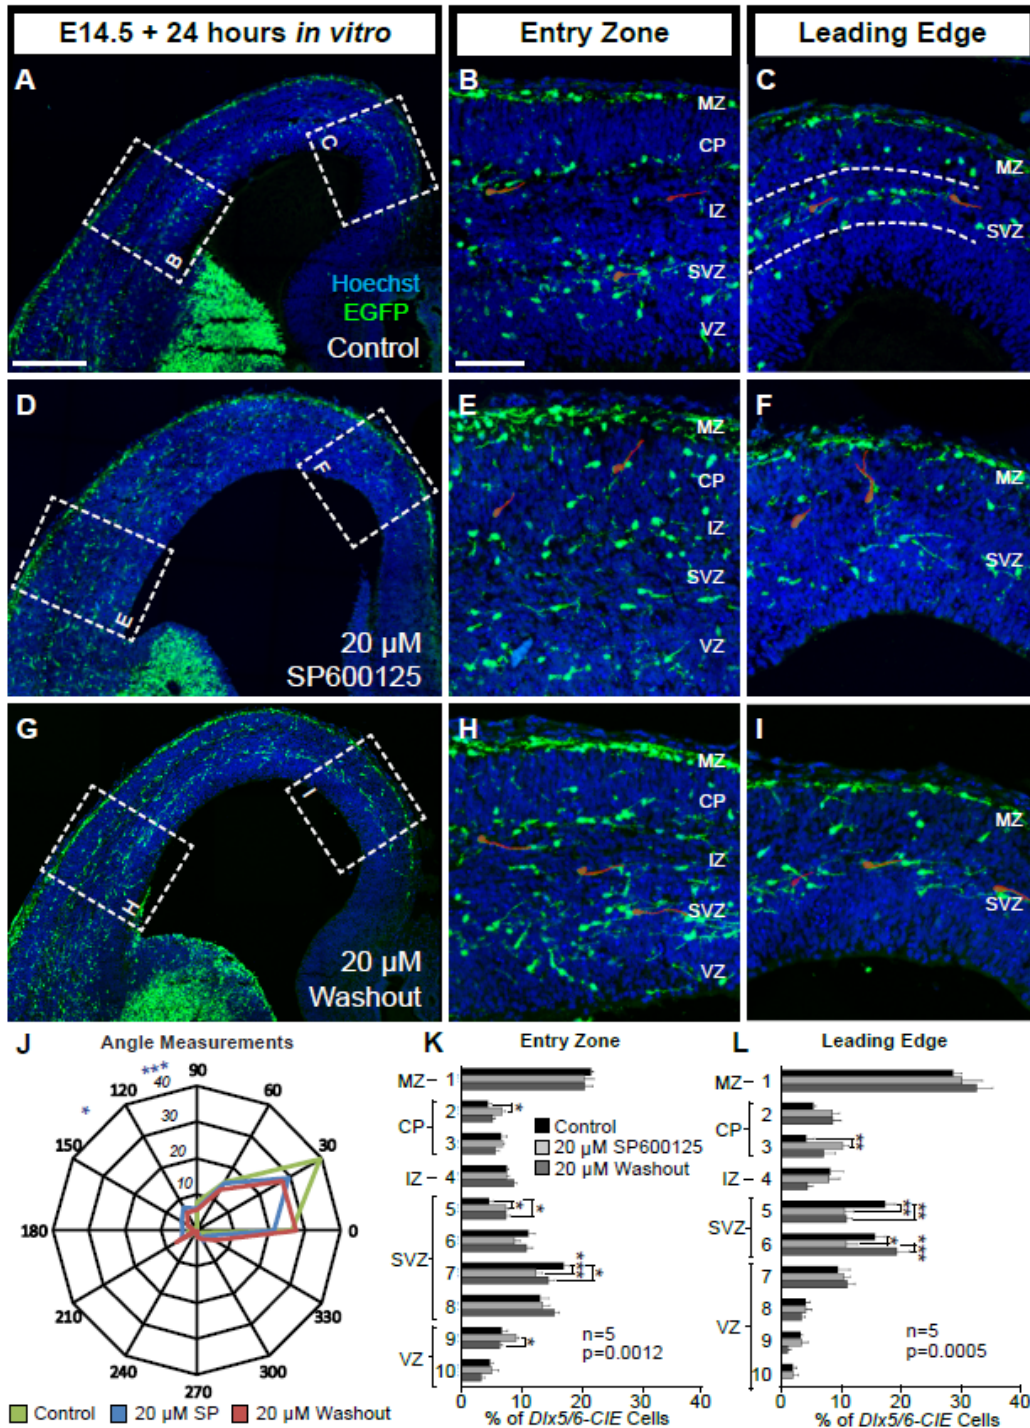 E14.5 + 24 hours in vitro
Entry Zone
Leading Edge
A
C
B
Hoechst
EGFP
Control
B
MZ
CP
IZ
SVZ
VZ
C
MZ
SVZ
D
F
E
20 µM
SP600125
E
MZ
CP
IZ
SVZ
VZ
F
MZ
SVZ
G
I
H
20 µM
Washout
H
MZ
CP
IZ
SVZ
VZ
I
MZ
SVZ
J
Angle Measurements
***
*
90
120
60
150
30
180
0
210
330
240
300
270
40
30
20
10
Control
20 µM SP
20 µM Washout
K
Entry Zone
MZ
1
CP
2
3
IZ
4
SVZ
5
6
7
8
VZ
9
10
*
* *
*** *
*
Control
20 µM SP600125
20 µM Washout
n=5
p=0.0012
0 10 20 30 40
% of Dlx5/6-CIE Cells
L
Leading Edge
MZ
1
CP
2
3
IZ
4
SVZ
5
6
VZ
7
8
9
10
**
** ***
* ***
n=5
p=0.0005
0 10 20 30 40
% of Dlx5/6-CIE Cells